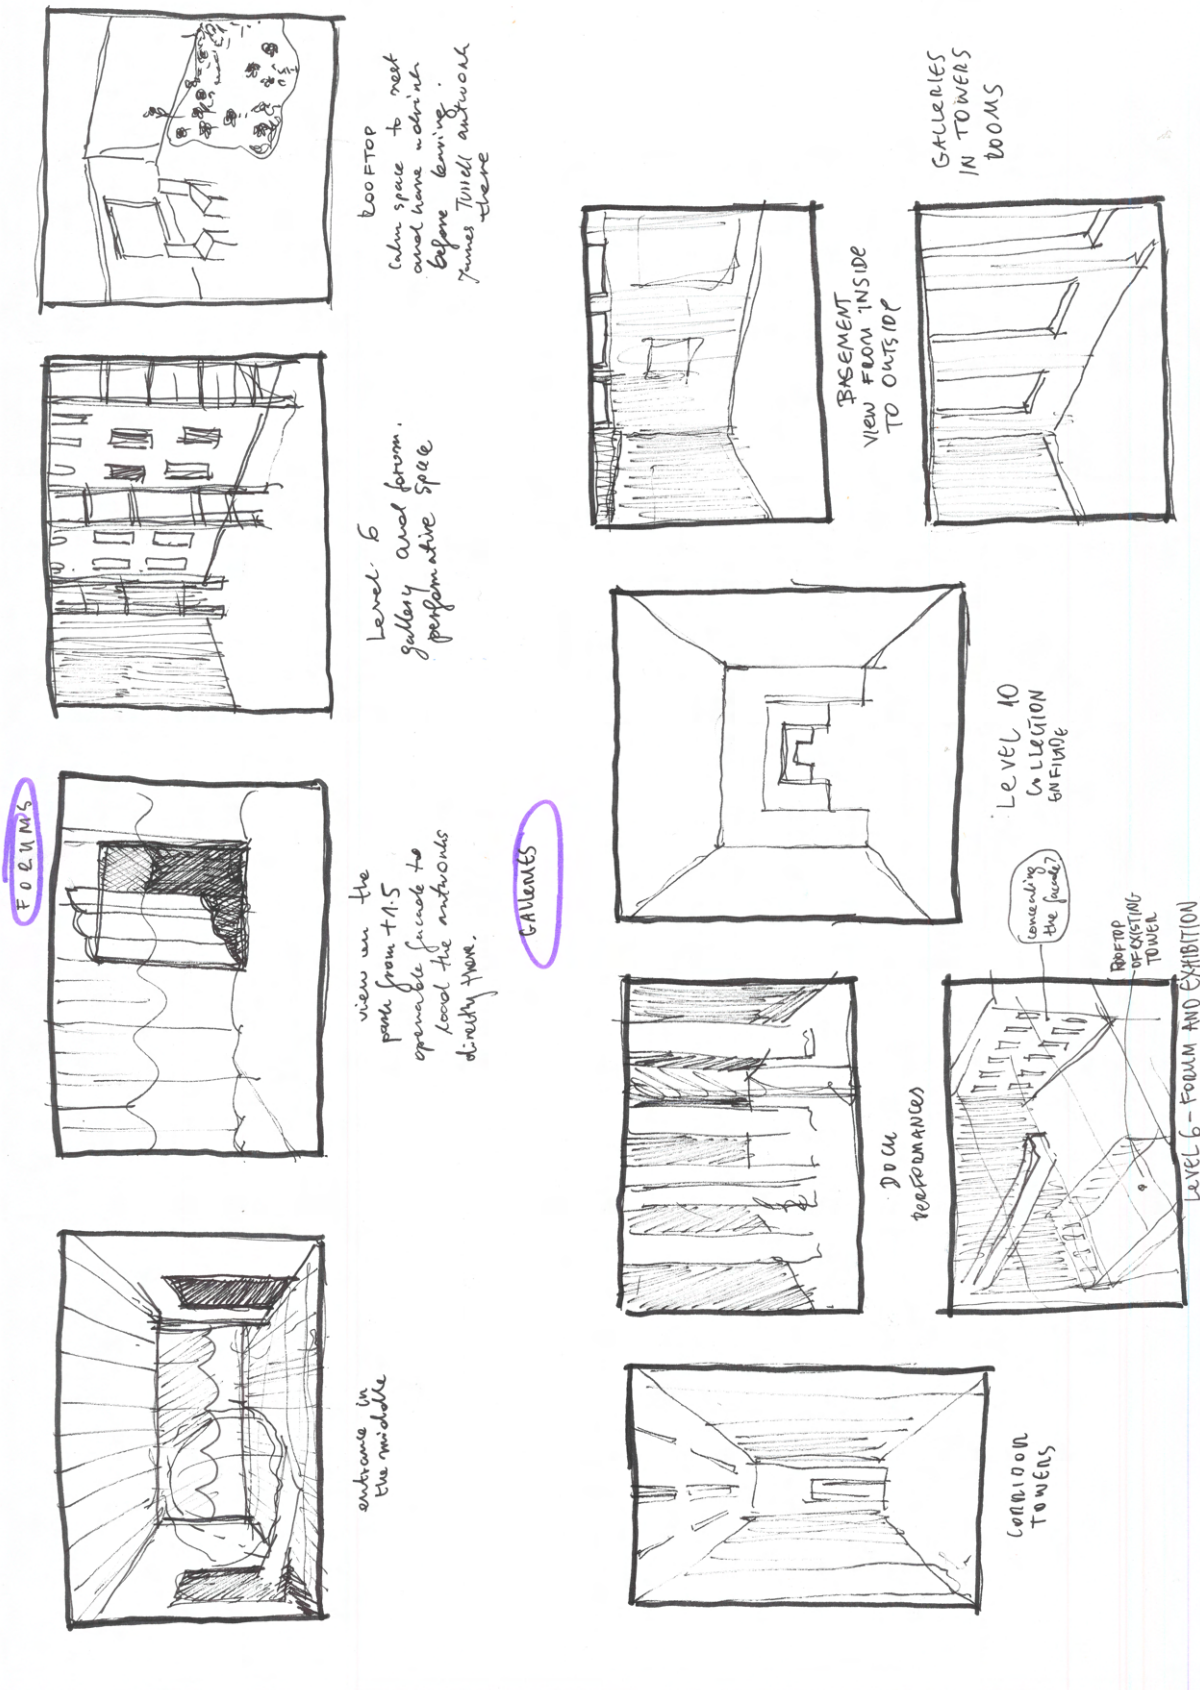 FORUMS
entrance in
the middle
view on the
park from +1.5
openable facade to
load the artworks
directly there.
Level 6
gallery and forum.
performative space
ROOFTOP
Calm space to rest
and have a drink
before leaving.
James Turell artwork
there
GALLERIES
CORRIDOR
TOWERS
DOCK
PERFORMANCES
LEVEL 10
COLLECTION
ENFILADE
BASEMENT
VIEW FROM INSIDE
TO OUTSIDE
concealing
the facade?
ROOFTOP
OF EXISTING
TOWER
LEVEL 6 - FORUM AND EXHIBITION
GALLERIES
IN TOWERS
ROOMS